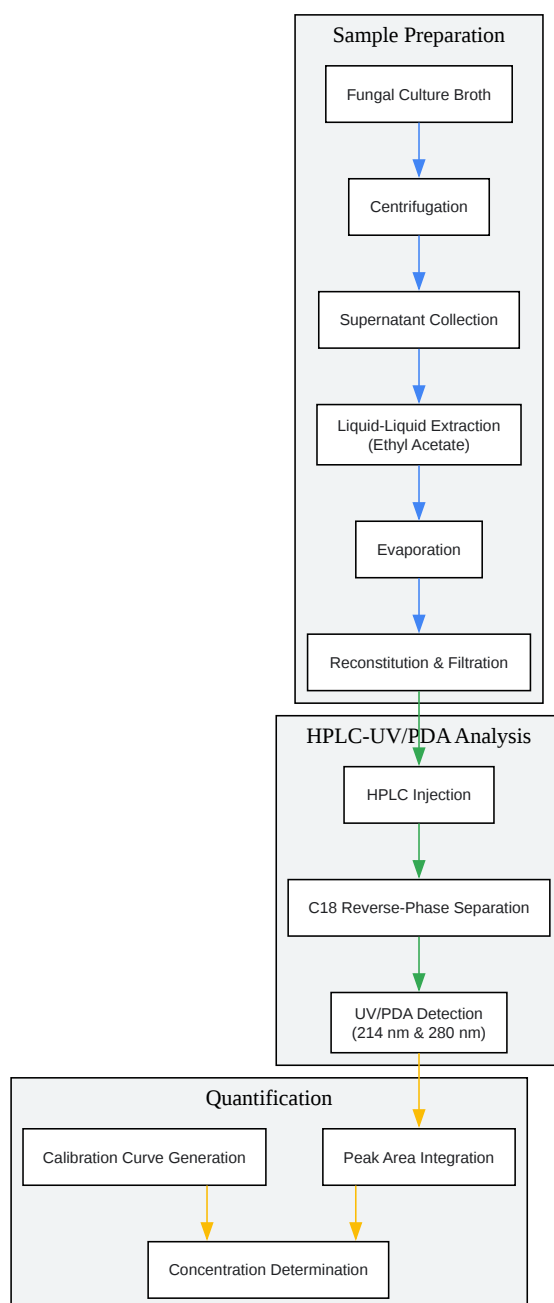 Sample Preparation
Fungal Culture Broth
Centrifugation
Supernatant Collection
Liquid-Liquid Extraction
(Ethyl Acetate)
Evaporation
Reconstitution & Filtration
HPLC-UV/PDA Analysis
HPLC Injection
C18 Reverse-Phase Separation
UV/PDA Detection
(214 nm & 280 nm)
Quantification
Calibration Curve Generation
Peak Area Integration
Concentration Determination